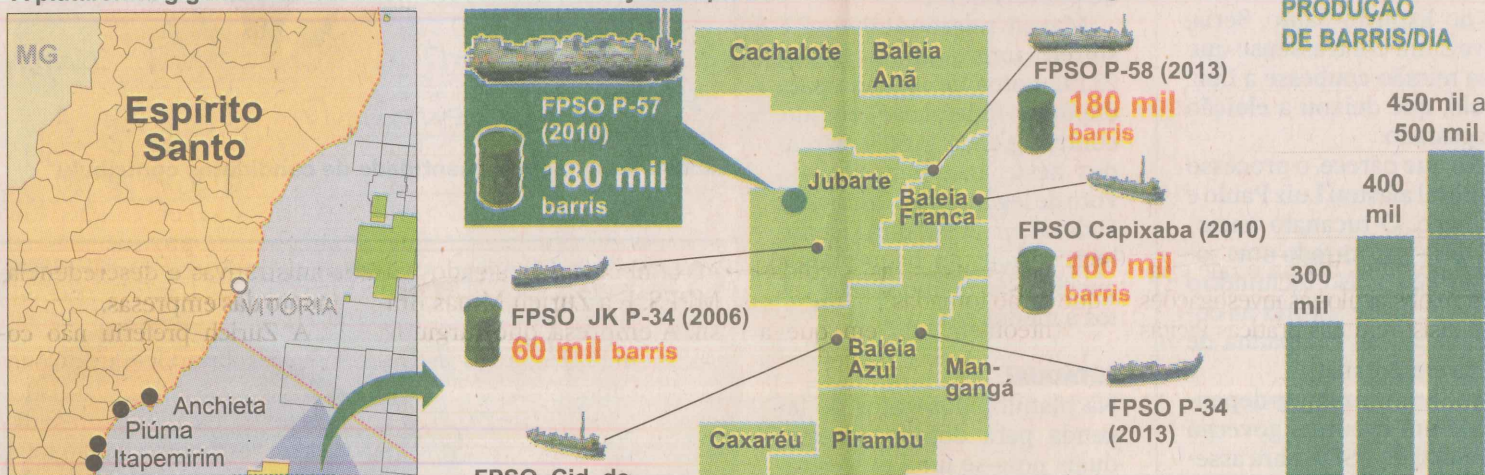 MG
Espírito
Santo
VITÓRIA
Anchieta
Piúma
Itapemirim
FPSO P-57
(2010)
180 mil
barris
FPSO JK P-34 (2006)
60 mil barris
Cachalote
Baleia
Anã
Jubarte
Baleia
Franca
Baleia
Azul
Man-
gangá
Caxaréu
Pirambu
FPSO P-58 (2013)
180 mil
barris
FPSO Capixaba (2010)
100 mil
barris
FPSO P-34
(2013)
PRODUÇÃO
DE BARRIS/DIA
450mil a
500 mil
400
mil
300
mil